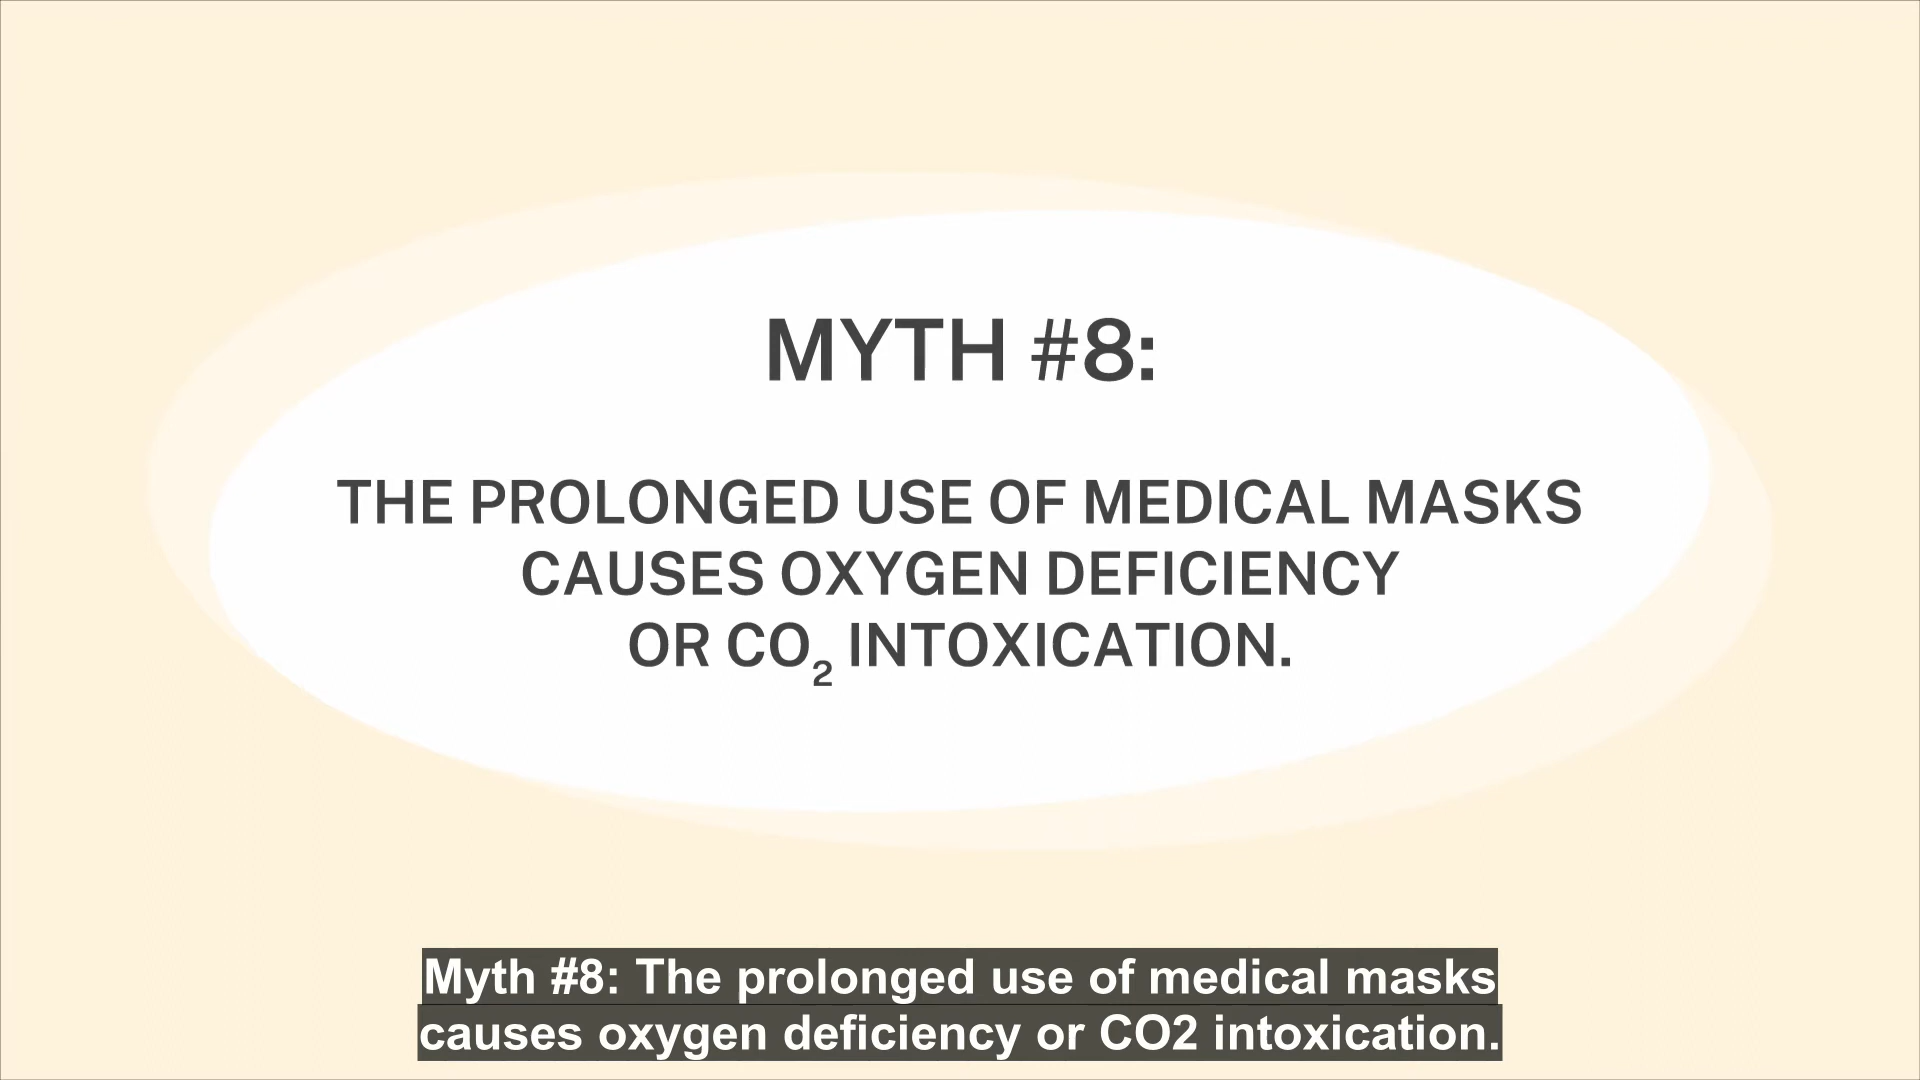 MYTH #8:
THE PROLONGED USE OF MEDICAL MASKS
CAUSES OXYGEN DEFICIENCY
OR CO₂ INTOXICATION.
Myth #8: The prolonged use of medical masks
causes oxygen deficiency or CO2 intoxication.